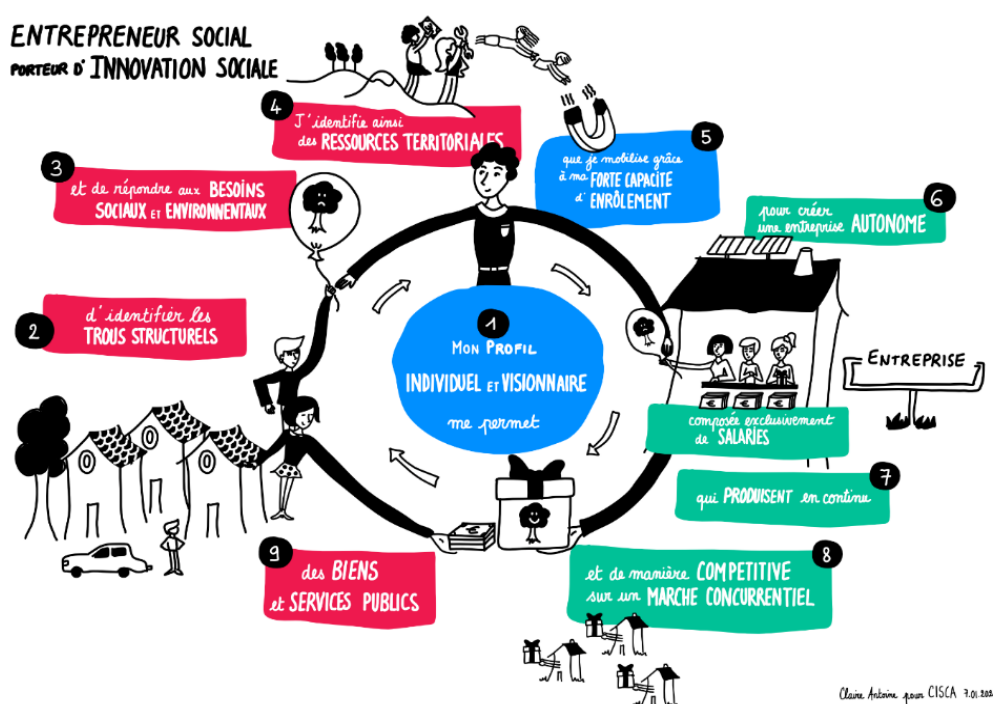 ENTREPRENEUR SOCIAL
PORTEUR D' INNOVATION SOCIALE
1
MON PROFIL
INDIVIDUEL ET VISIONNAIRE
me permet
2
d'identifier les
TROUS STRUCTURELS
3
et de répondre aux BESOINS
SOCIAUX ET ENVIRONNEMENTAUX
4
J'identifie ainsi
des RESSOURCES TERRITORIALES
5
que je mobilise grâce
à ma FORTE CAPACITE
d'ENRÔLEMENT
6
pour créer
une entreprise AUTONOME
ENTREPRISE
€ € €
composée exclusivement
de SALARIÉS
7
qui PRODUISENT en continu
8
et de manière COMPETITIVE
sur un MARCHE CONCURRENTIEL
9
des BIENS
et SERVICES PUBLICS
€
Claire Antoine pour CISCA 7.01.202